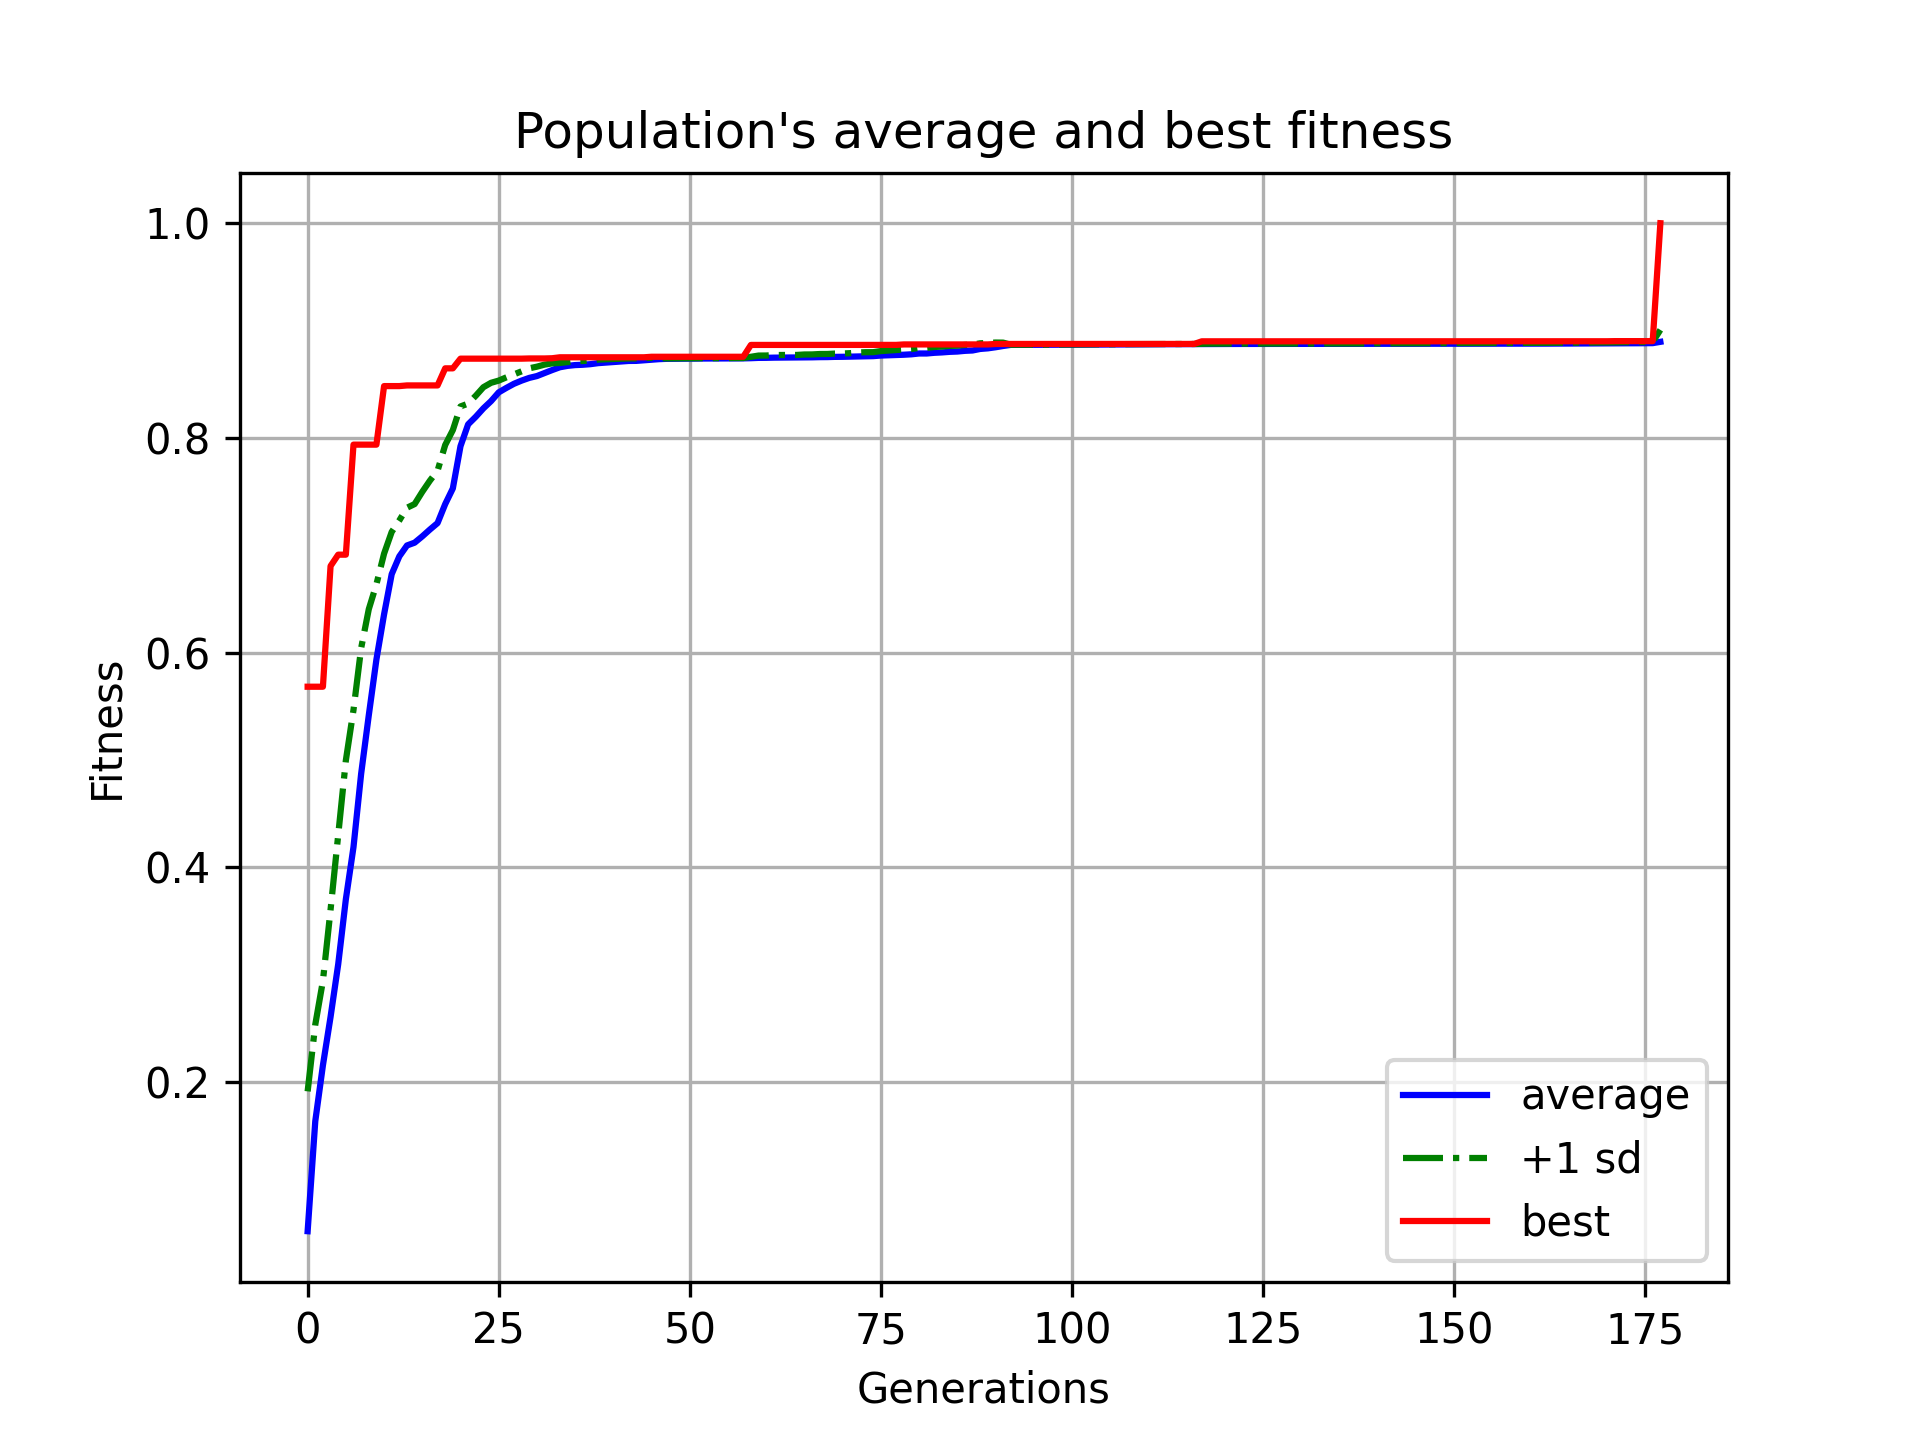 Population's average and best fitness
1.0
0.8
0.6
0.4
0.2
Fitness
0 25 50 75 100 125 150 175
Generations
average
+1 sd
best